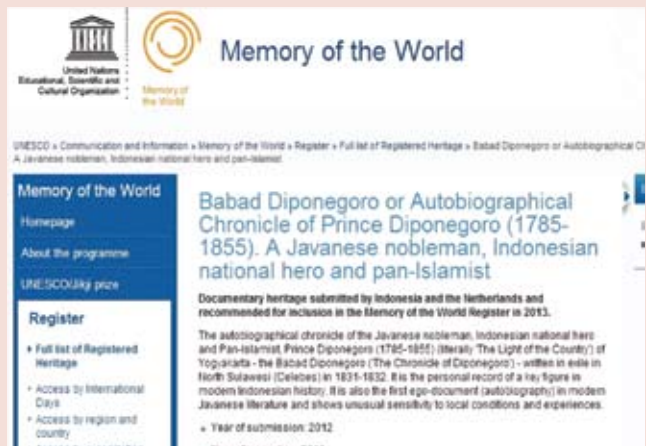 United Nations
Educational, Scientific and
Cultural Organization
Memory of
the World
Memory of the World
UNESCO » Communication and Information » Memory of the World » Register » Full list of Registered Heritage » Babad Diponegoro or Autobiographical
A Javanese nobleman, Indonesian national hero and pan-Islamist
Memory of the World
Homepage
About the programme
UNESCO/Jikji prize
Register
Full list of Registered
Heritage
Access by International
Days
Access by region and
country
Babad Diponegoro or Autobiographical
Chronicle of Prince Diponegoro (1785-
1855). A Javanese nobleman, Indonesian
national hero and pan-Islamist
Documentary heritage submitted by Indonesia and the Netherlands and
recommended for inclusion in the Memory of the World Register in 2013.
The autobiographical chronicle of the Javanese nobleman, Indonesian national hero
and Pan-Islamist, Prince Diponegoro (1785-1855) (literally 'The Light of the Country') of
Yogyakarta - the Babad Diponegoro ('The Chronicle of Diponegoro') - written in exile in
North Sulawesi (Celebes) in 1831-1832. It is the personal record of a key figure in
modern Indonesian history. It is also the first ego-document (autobiography) in modern
Javanese literature and shows unusual sensitivity to local conditions and experiences.
Year of submission: 2012